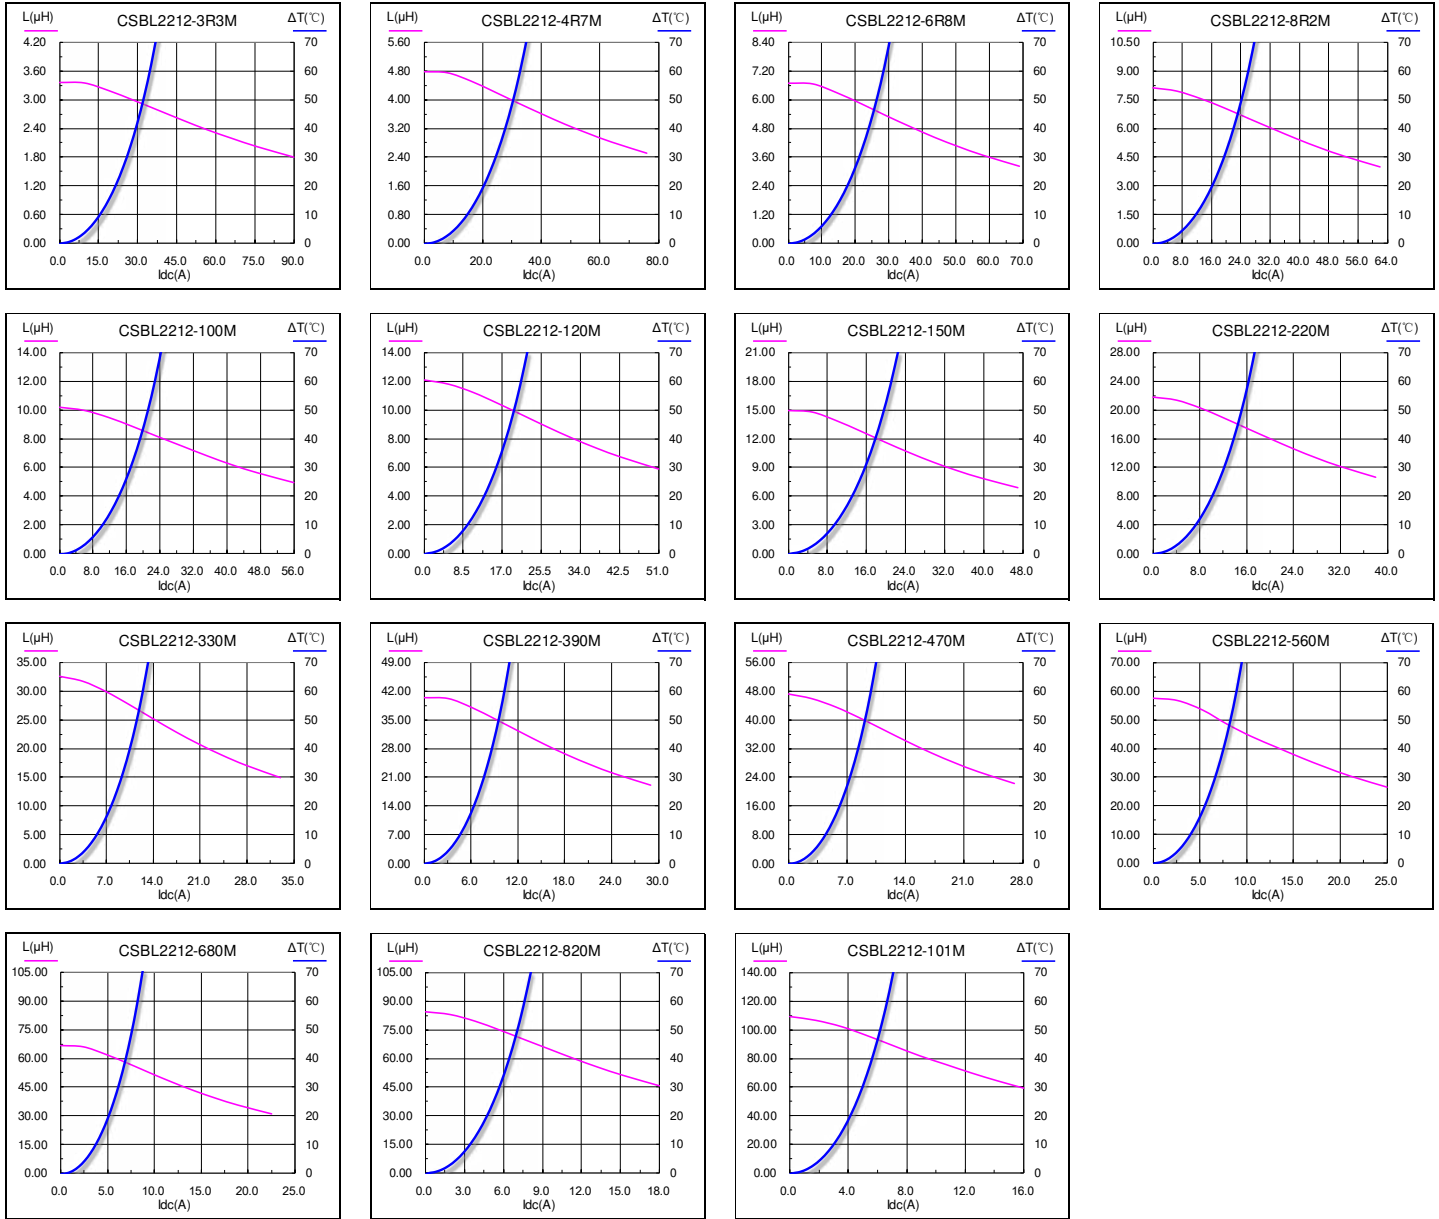 L(μH) CSBL2212-3R3M ΔT(℃)
4.20 70
3.60 60
3.00 50
2.40 40
1.80 30
1.20 20
0.60 10
0.00 0
0.0 15.0 30.0 45.0 60.0 75.0 90.0
Idc(A)
L(μH) CSBL2212-4R7M ΔT(℃)
5.60 70
4.80 60
4.00 50
3.20 40
2.40 30
1.60 20
0.80 10
0.00 0
0.0 20.0 40.0 60.0 80.0
Idc(A)
L(μH) CSBL2212-6R8M ΔT(℃)
8.40 70
7.20 60
6.00 50
4.80 40
3.60 30
2.40 20
1.20 10
0.00 0
0.0 10.0 20.0 30.0 40.0 50.0 60.0 70.0
Idc(A)
L(μH) CSBL2212-8R2M ΔT(℃)
10.50 70
9.00 60
7.50 50
6.00 40
4.50 30
3.00 20
1.50 10
0.00 0
0.0 8.0 16.0 24.0 32.0 40.0 48.0 56.0 64.0
Idc(A)
L(μH) CSBL2212-100M ΔT(℃)
14.00 70
12.00 60
10.00 50
8.00 40
6.00 30
4.00 20
2.00 10
0.00 0
0.0 8.0 16.0 24.0 32.0 40.0 48.0 56.0
Idc(A)
L(μH) CSBL2212-120M ΔT(℃)
14.00 70
12.00 60
10.00 50
8.00 40
6.00 30
4.00 20
2.00 10
0.00 0
0.0 8.5 17.0 25.5 34.0 42.5 51.0
Idc(A)
L(μH) CSBL2212-150M ΔT(℃)
21.00 70
18.00 60
15.00 50
12.00 40
9.00 30
6.00 20
3.00 10
0.00 0
0.0 8.0 16.0 24.0 32.0 40.0 48.0
Idc(A)
L(μH) CSBL2212-220M ΔT(℃)
28.00 70
24.00 60
20.00 50
16.00 40
12.00 30
8.00 20
4.00 10
0.00 0
0.0 8.0 16.0 24.0 32.0 40.0
Idc(A)
L(μH) CSBL2212-330M ΔT(℃)
35.00 70
30.00 60
25.00 50
20.00 40
15.00 30
10.00 20
5.00 10
0.00 0
0.0 7.0 14.0 21.0 28.0 35.0
Idc(A)
L(μH) CSBL2212-390M ΔT(℃)
49.00 70
42.00 60
35.00 50
28.00 40
21.00 30
14.00 20
7.00 10
0.00 0
0.0 6.0 12.0 18.0 24.0 30.0
Idc(A)
L(μH) CSBL2212-470M ΔT(℃)
56.00 70
48.00 60
40.00 50
32.00 40
24.00 30
16.00 20
8.00 10
0.00 0
0.0 7.0 14.0 21.0 28.0
Idc(A)
L(μH) CSBL2212-560M ΔT(℃)
70.00 70
60.00 60
50.00 50
40.00 40
30.00 30
20.00 20
10.00 10
0.00 0
0.0 5.0 10.0 15.0 20.0 25.0
Idc(A)
L(μH) CSBL2212-680M ΔT(℃)
105.00 70
90.00 60
75.00 50
60.00 40
45.00 30
30.00 20
15.00 10
0.00 0
0.0 5.0 10.0 15.0 20.0 25.0
Idc(A)
L(μH) CSBL2212-820M ΔT(℃)
105.00 70
90.00 60
75.00 50
60.00 40
45.00 30
30.00 20
15.00 10
0.00 0
0.0 3.0 6.0 9.0 12.0 15.0 18.0
Idc(A)
L(μH) CSBL2212-101M ΔT(℃)
140.00 70
120.00 60
100.00 50
80.00 40
60.00 30
40.00 20
20.00 10
0.00 0
0.0 4.0 8.0 12.0 16.0
Idc(A)